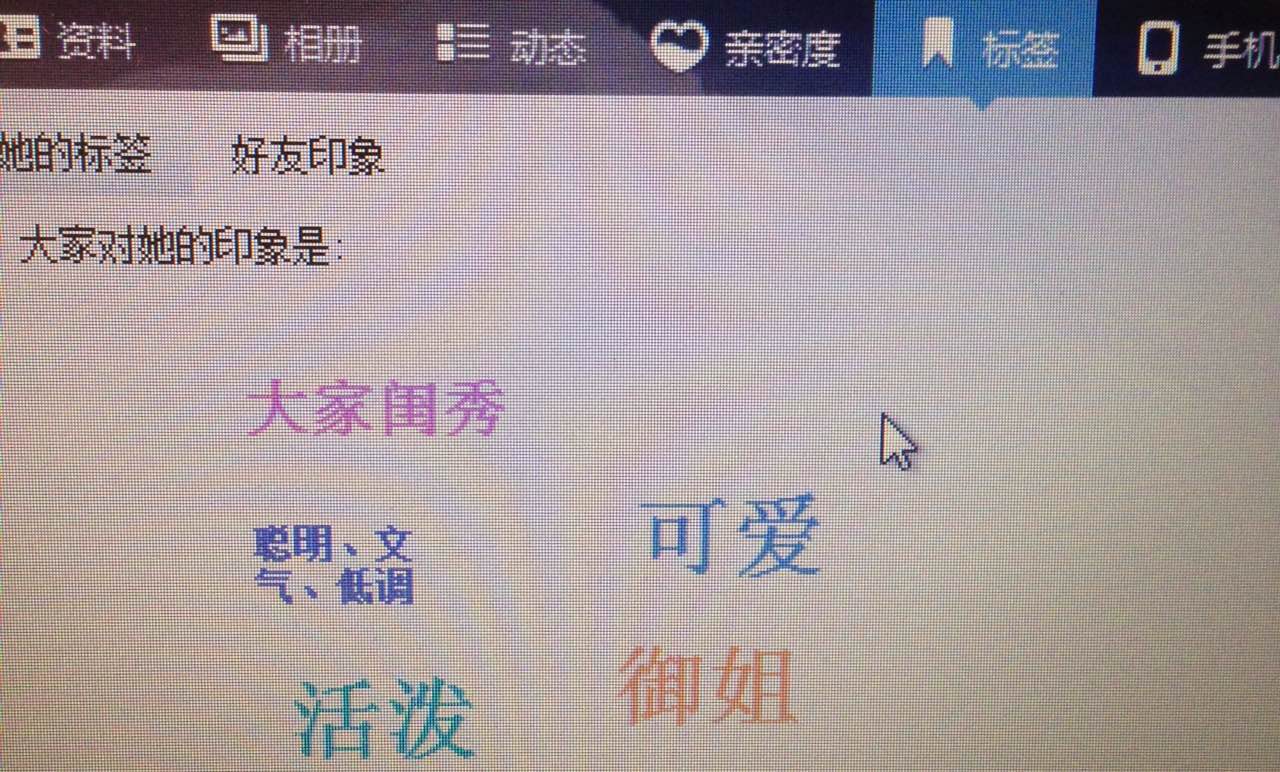 资料 相册 动态 亲密度 标签 手机
她的标签 好友印象
大家对她的印象是:
大家闺秀
可爱
聪明、文
气、低调
御姐
活泼